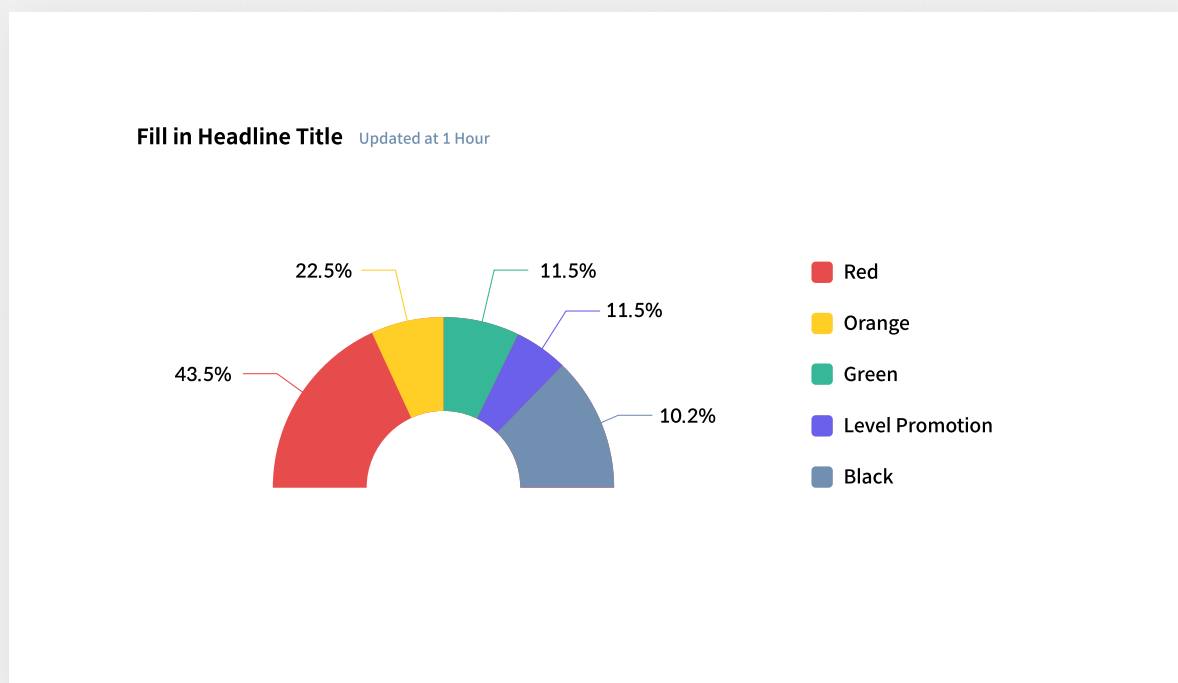 Fill in Headline Title Updated at 1 Hour
22.5%
11.5%
11.5%
43.5%
10.2%
Red
Orange
Green
Level Promotion
Black